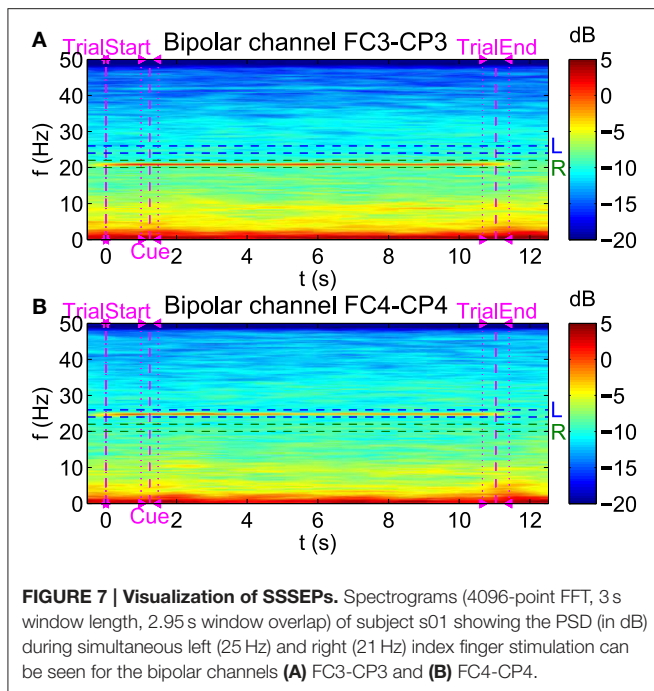 A
Bipolar channel FC3-CP3
dB
TrialStart
TrialEnd
50
40
30
20
10
0
f (Hz)
L
R
5
0
−5
−10
−15
−20
Cue
0 2 4 6 8 10 12
t (s)
B
Bipolar channel FC4-CP4
dB
TrialStart
TrialEnd
50
40
30
20
10
0
f (Hz)
L
R
5
0
−5
−10
−15
−20
Cue
0 2 4 6 8 10 12
t (s)
FIGURE 7 | Visualization of SSSEPs. Spectrograms (4096-point FFT, 3 s
window length, 2.95 s window overlap) of subject s01 showing the PSD (in dB)
during simultaneous left (25 Hz) and right (21 Hz) index finger stimulation can
be seen for the bipolar channels (A) FC3-CP3 and (B) FC4-CP4.